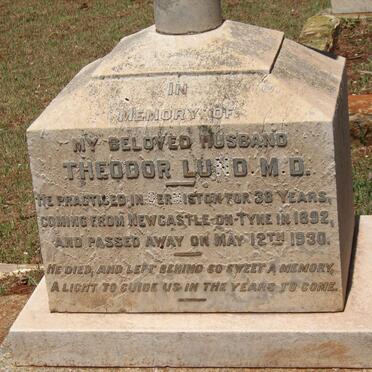 IN
MEMORY OF
MY BELOVED HUSBAND
THEODOR LUND. M.D.
HE PRACTISED IN GERMISTON FOR 38 YEARS,
COMING FROM NEWCASTLE-ON-TYNE IN 1892,
AND PASSED AWAY ON MAY 12TH 1930.
HE DIED, AND LEFT BEHIND SO SWEET A MEMORY,
A LIGHT TO GUIDE US IN THE YEARS TO COME.